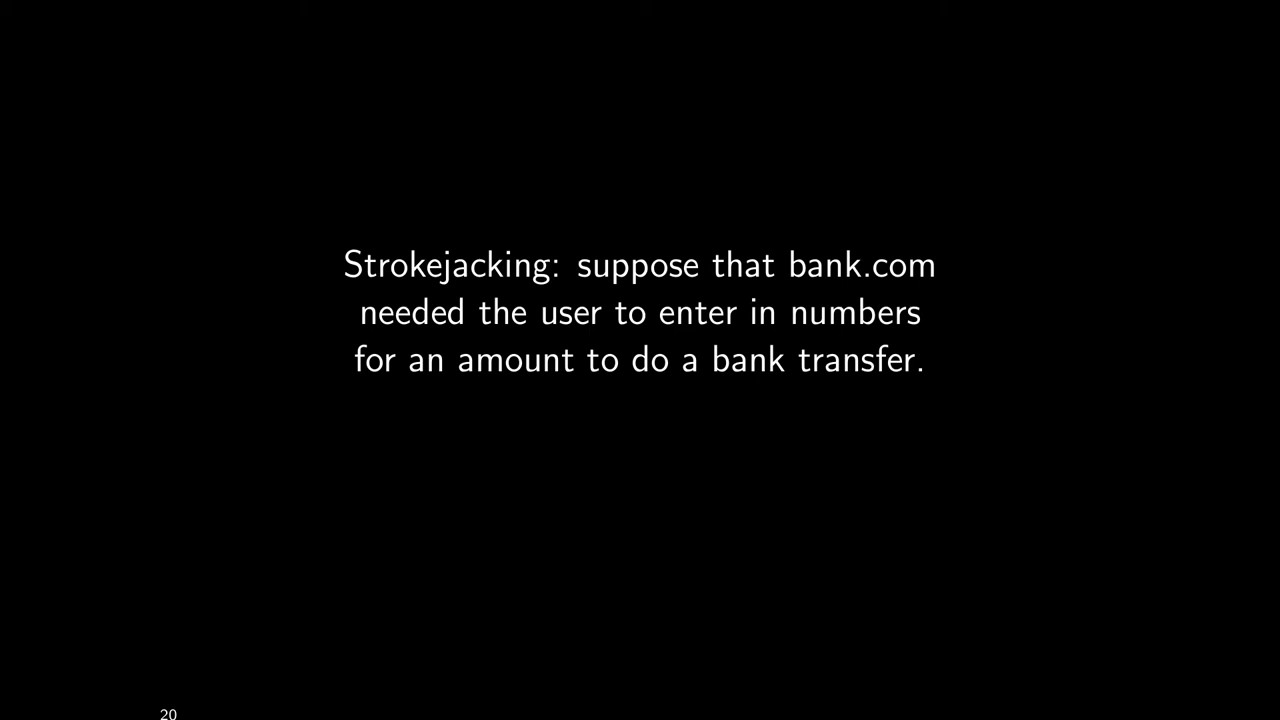 Strokejacking: suppose that bank.com
needed the user to enter in numbers
for an amount to do a bank transfer.
20